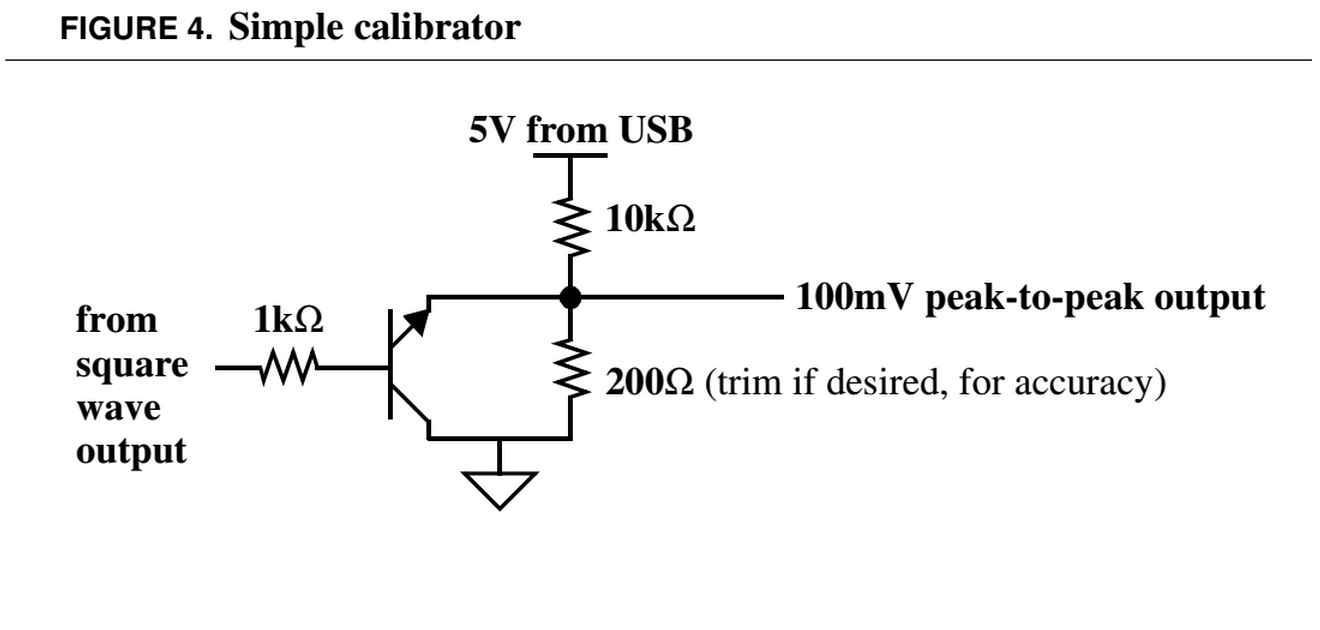 FIGURE 4. Simple calibrator
5V from USB
10kΩ
100mV peak-to-peak output
from
square
wave
output
1kΩ
200Ω (trim if desired, for accuracy)